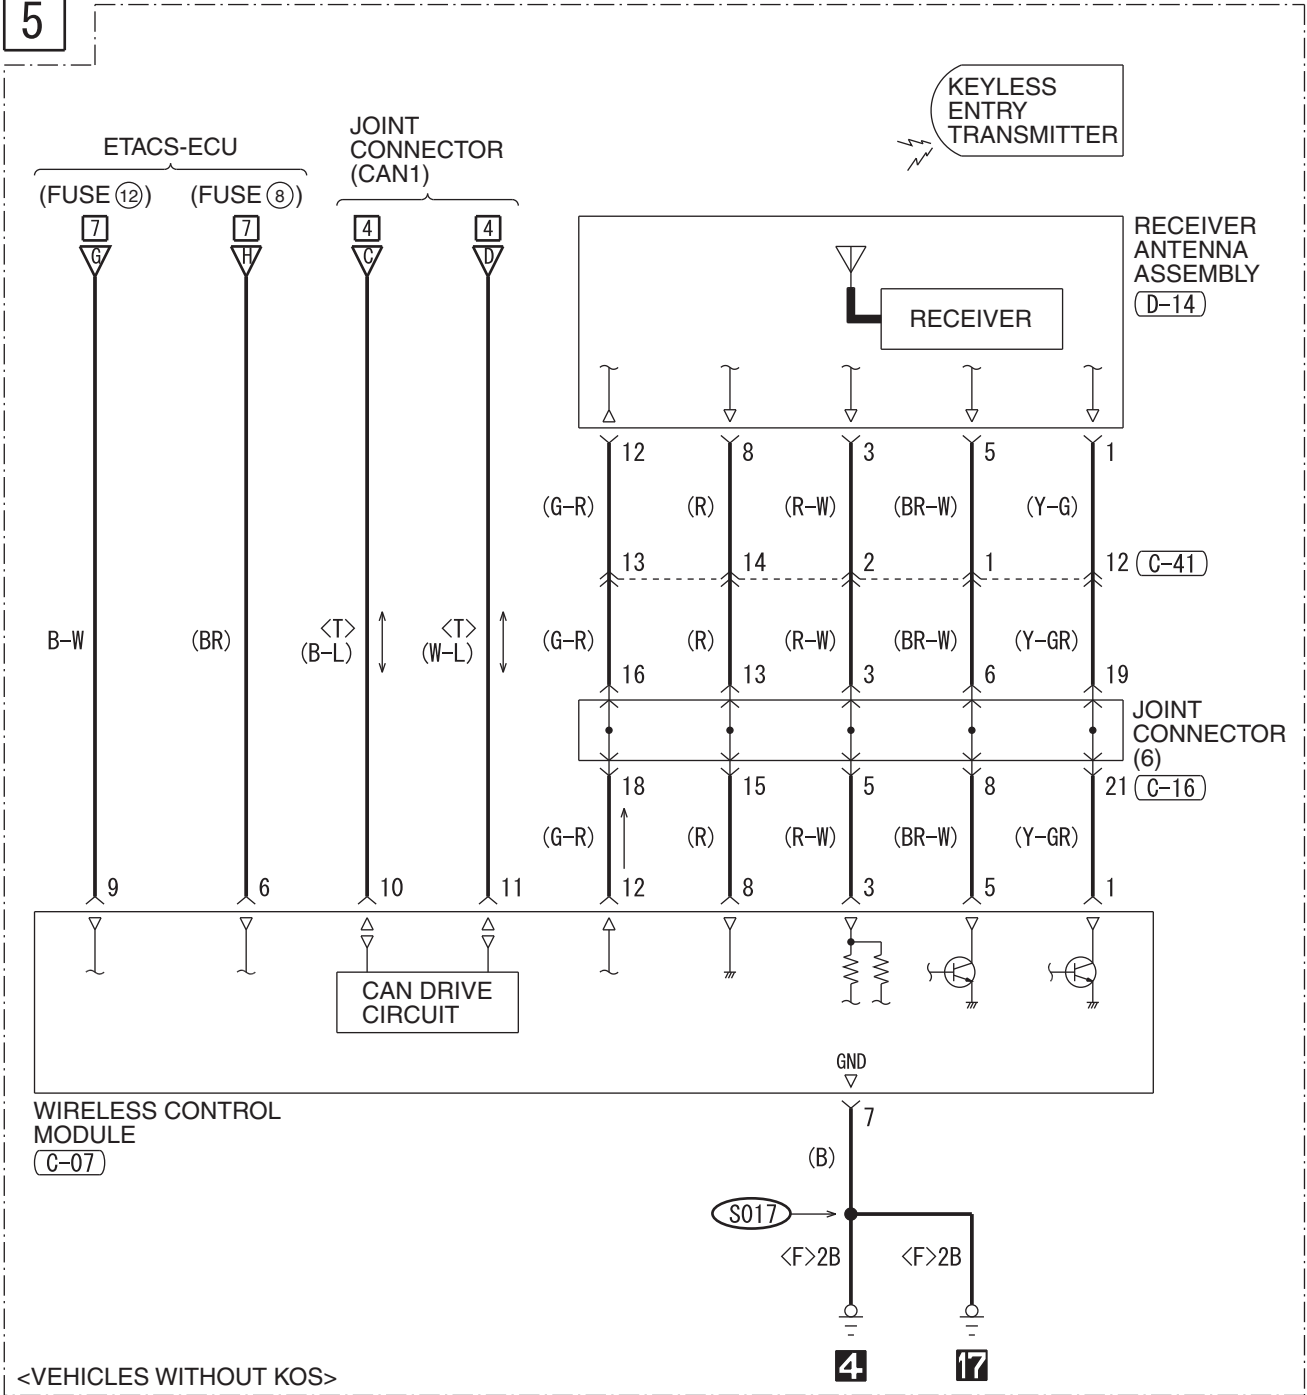 5
KEYLESS
ENTRY
TRANSMITTER
ETACS-ECU
JOINT
CONNECTOR
(CAN1)
(FUSE 12) (FUSE 8)
7 7 4 4
G H C D
RECEIVER
ANTENNA
ASSEMBLY
D-14
RECEIVER
12 8 3 5 1
(G-R) (R) (R-W) (BR-W) (Y-G)
13 14 2 1 12 C-41
B-W (BR) <T> (B-L) <T> (W-L) (G-R) (R) (R-W) (BR-W) (Y-GR)
16 13 3 6 19
JOINT
CONNECTOR
(6)
18 15 5 8 21 C-16
(G-R) (R) (R-W) (BR-W) (Y-GR)
9 6 10 11 12 8 3 5 1
CAN DRIVE
CIRCUIT
GND
WIRELESS CONTROL
MODULE
C-07
7
(B)
S017
<F>2B <F>2B
4 17
<VEHICLES WITHOUT KOS>